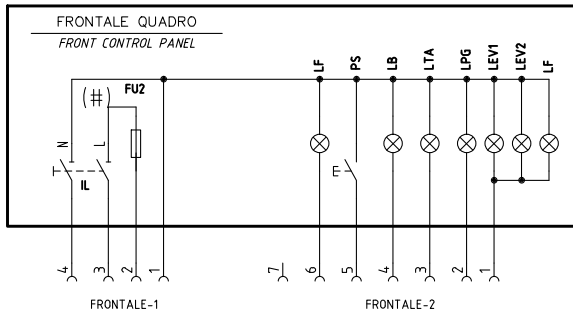 FRONTALE QUADRO
FRONT CONTROL PANEL
LF PS LB LTA LPG LEV1 LEV2 LF
(#) FU2
N L
IL
4 3 2 1 7 6 5 4 3 2 1
FRONTALE-1 FRONTALE-2